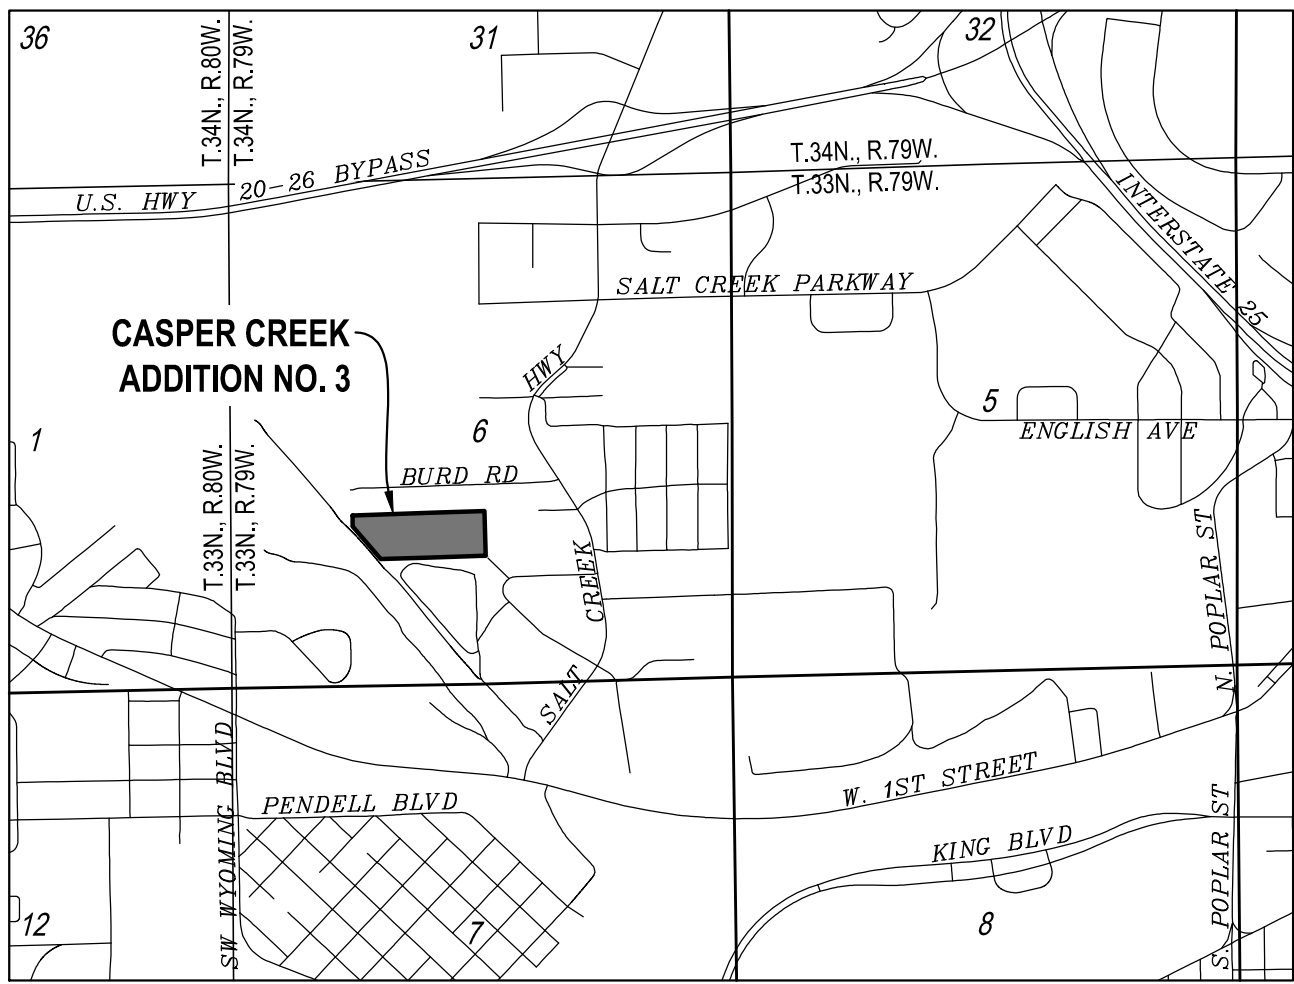 36
31
32
T.34N., R.80W.
T.34N., R.79W.
T.34N., R.79W.
T.33N., R.79W.
U.S. HWY 20-26 BYPASS
INTERSTATE 25
SALT CREEK PARKWAY
CASPER CREEK
ADDITION NO. 3
HWY
1
6
5
ENGLISH AVE
T.33N., R.80W.
T.33N., R.79W.
BURD RD
CREEK
SALT
N. POPLAR ST
SW WYOMING BLVD
PENDELL BLVD
W. 1ST STREET
KING BLVD
S. POPLAR ST
12
7
8